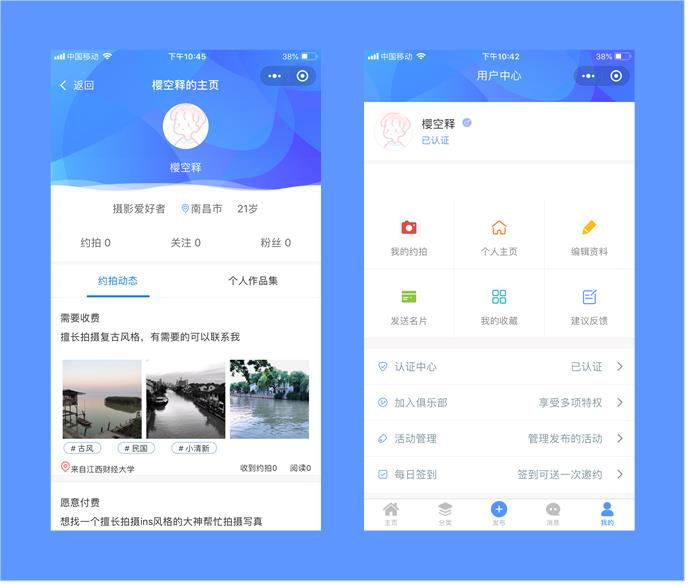 中国移动 下午10:45 38%
返回 樱空释的主页
樱空释
摄影爱好者 南昌市 21岁
约拍 0 关注 0 粉丝 0
约拍动态 个人作品集
需要收费
擅长拍摄复古风格，有需要的可以联系我
# 古风 # 民国 # 小清新
来自江西财经大学 收到约拍0 阅读0
愿意付费
想找一个擅长拍摄ins风格的大神帮忙拍摄写真
中国移动 下午10:42 38%
用户中心
樱空释
已认证
我的约拍 个人主页 编辑资料
发送名片 我的收藏 建议反馈
认证中心 已认证
加入俱乐部 享受多项特权
活动管理 管理发布的活动
每日签到 签到可送一次邀约
主页 分类 发布 消息 我的